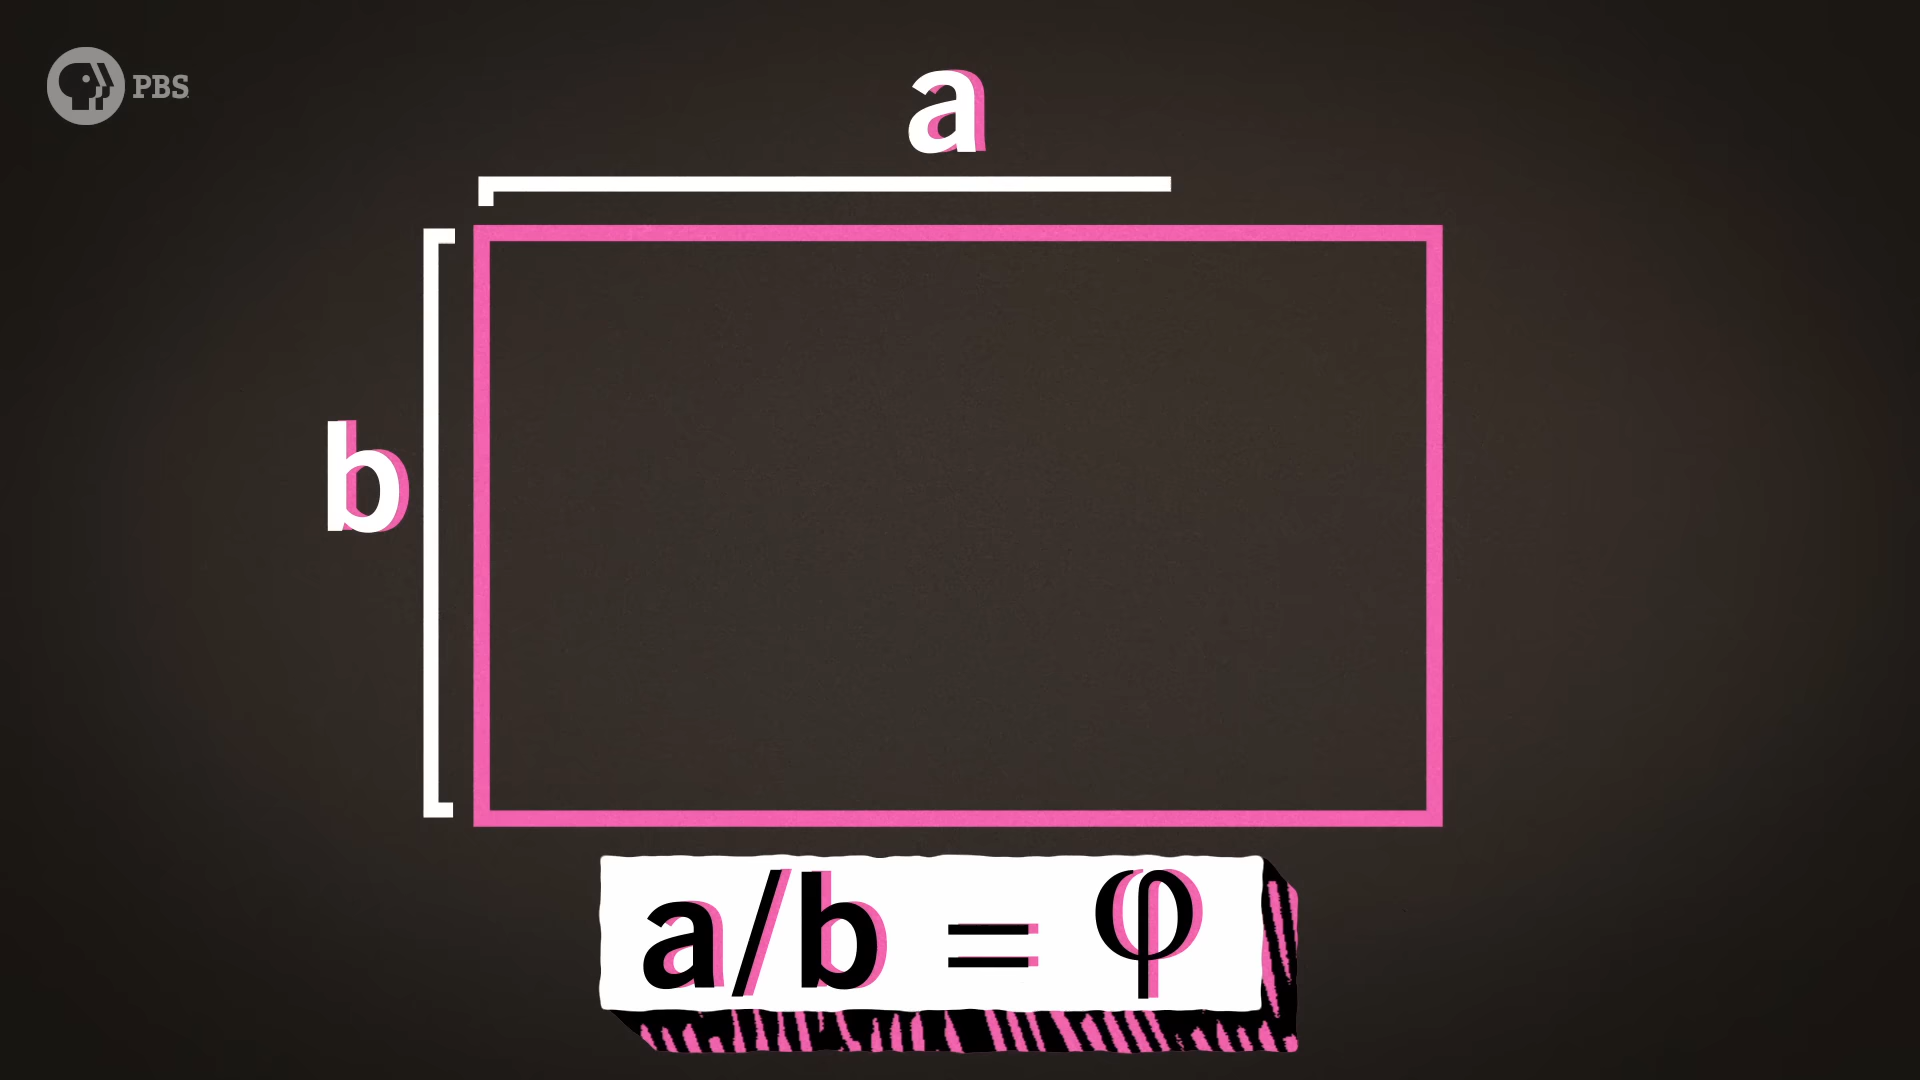 PBS
a
b
a/b = φ